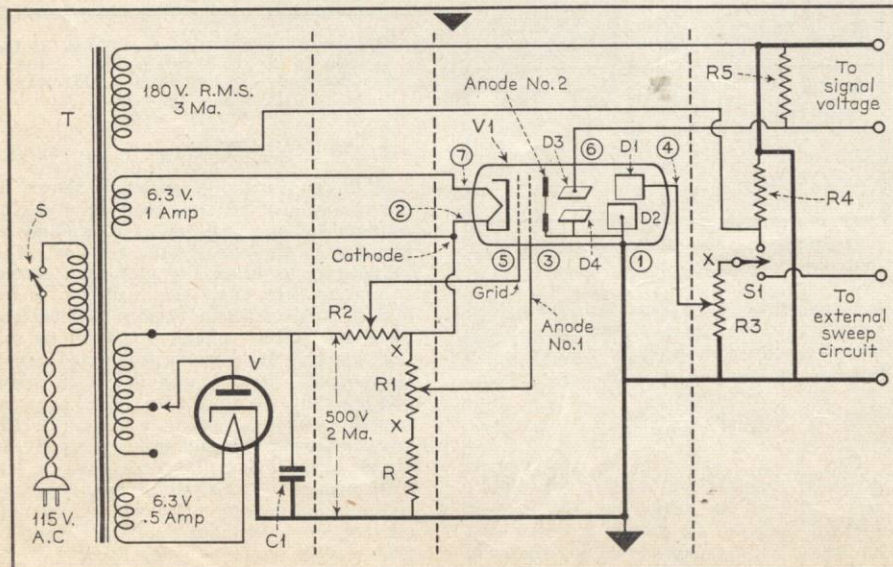 T
180 V. R.M.S.
3 Ma.
6.3 V.
1 Amp
S
115 V.
A.C
6.3 V
.5 Amp
V
C1
500 V
2 Ma.
R2
X
R1
X
R
Cathode
7
2
V1
Anode No.2
D3
6
D1
4
D2
D4
5
3
1
Grid
Anode
No.1
R5
To
signal
voltage
R4
X
S1
R3
To
external
sweep
circuit